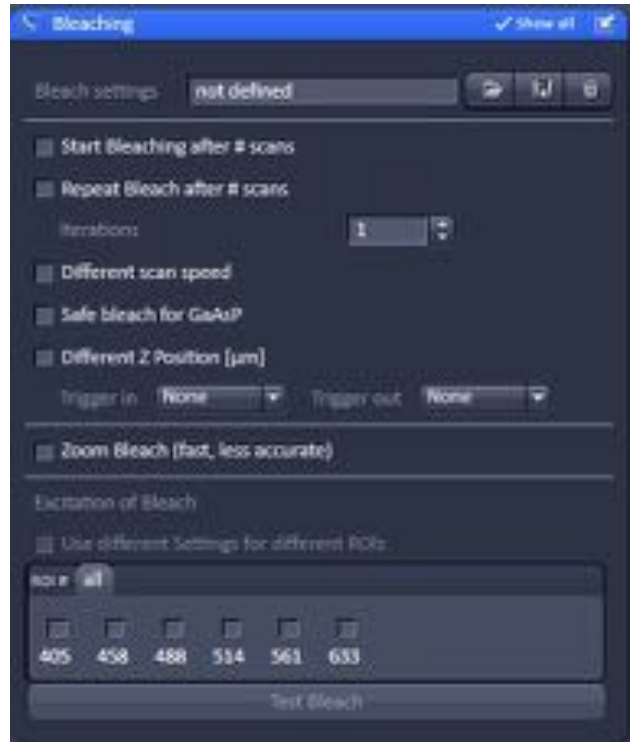 Bleaching Show all
Bleach settings not defined
Start Bleaching after # scans
Repeat Bleach after # scans
Iterations 1
Different scan speed
Safe bleach for GaAsP
Different Z Position [µm]
Trigger in None Trigger out None
Zoom Bleach (fast, less accurate)
Excitation of Bleach
Use different Settings for different ROIs
ROI # all
405 458 488 514 561 633
Test Bleach